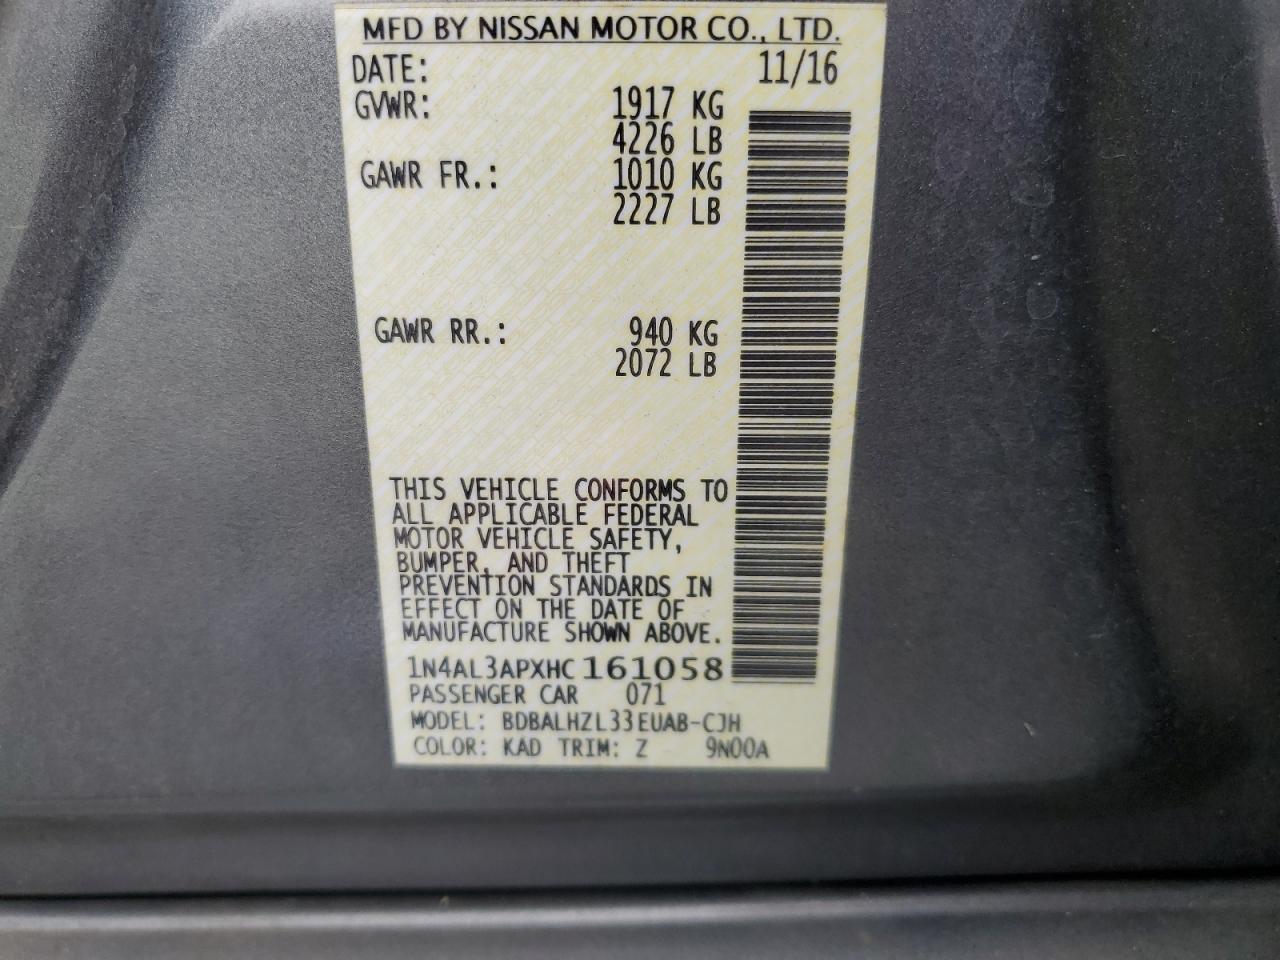 MFD BY NISSAN MOTOR CO., LTD.
DATE: 11/16
GVWR: 1917 KG
4226 LB
GAWR FR.: 1010 KG
2227 LB
GAWR RR.: 940 KG
2072 LB
THIS VEHICLE CONFORMS TO
ALL APPLICABLE FEDERAL
MOTOR VEHICLE SAFETY,
BUMPER, AND THEFT
PREVENTION STANDARDS IN
EFFECT ON THE DATE OF
MANUFACTURE SHOWN ABOVE.
1N4AL3APXHC161058
PASSENGER CAR 071
MODEL: BDBALHZL33EUAB-CJH
COLOR: KAD TRIM: Z 9N00A